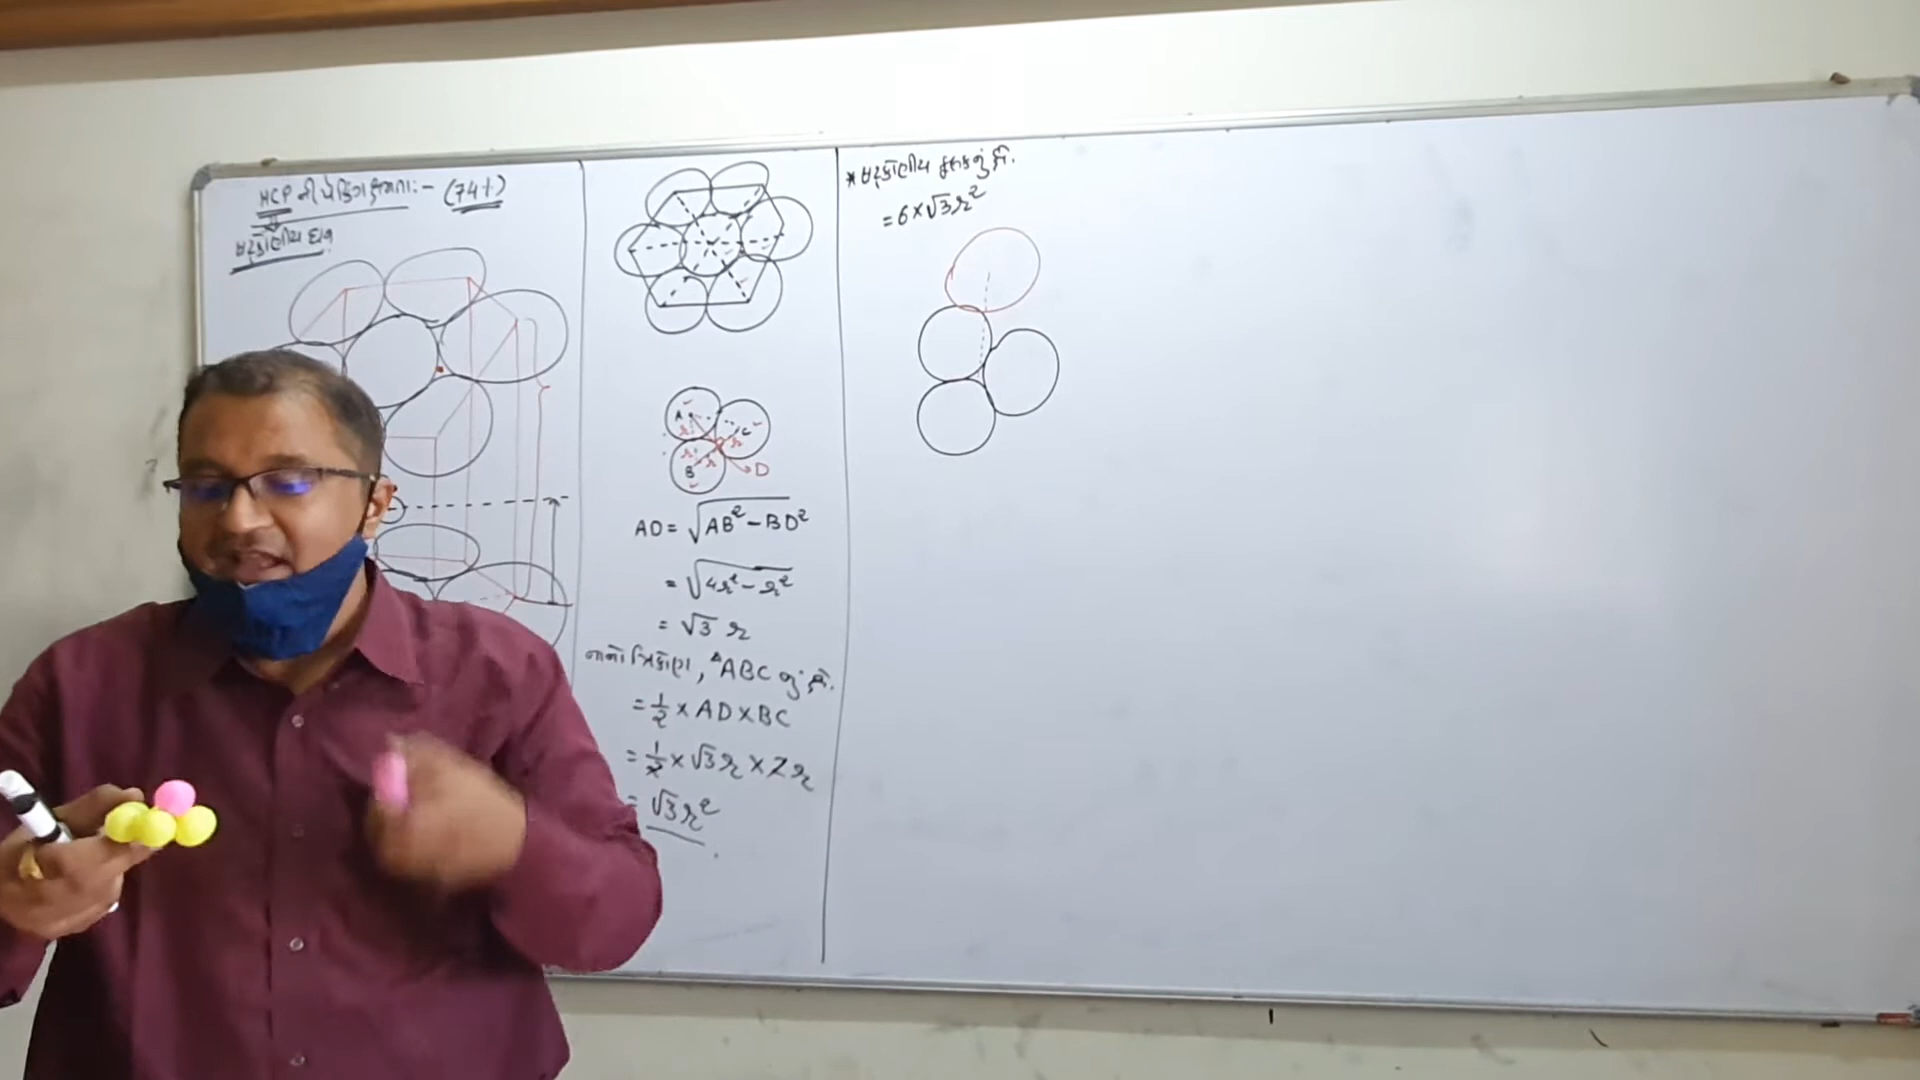 HCP ની પેકિંગ ક્ષમતા:- (74%)
ષટ્કોણીય ઘન
A
r
C
r
r
r
B
D
AD = √AB² - BD²
= √4r² - r²
= √3 r
નાનો ત્રિકોણ, △ABC નું ક્ષે.
= 1/2 × AD × BC
= 1/2 × √3 r × 2r
= √3 r²
* ષટ્કોણીય ફલકનું ક્ષે.
= 6 × √3 r²